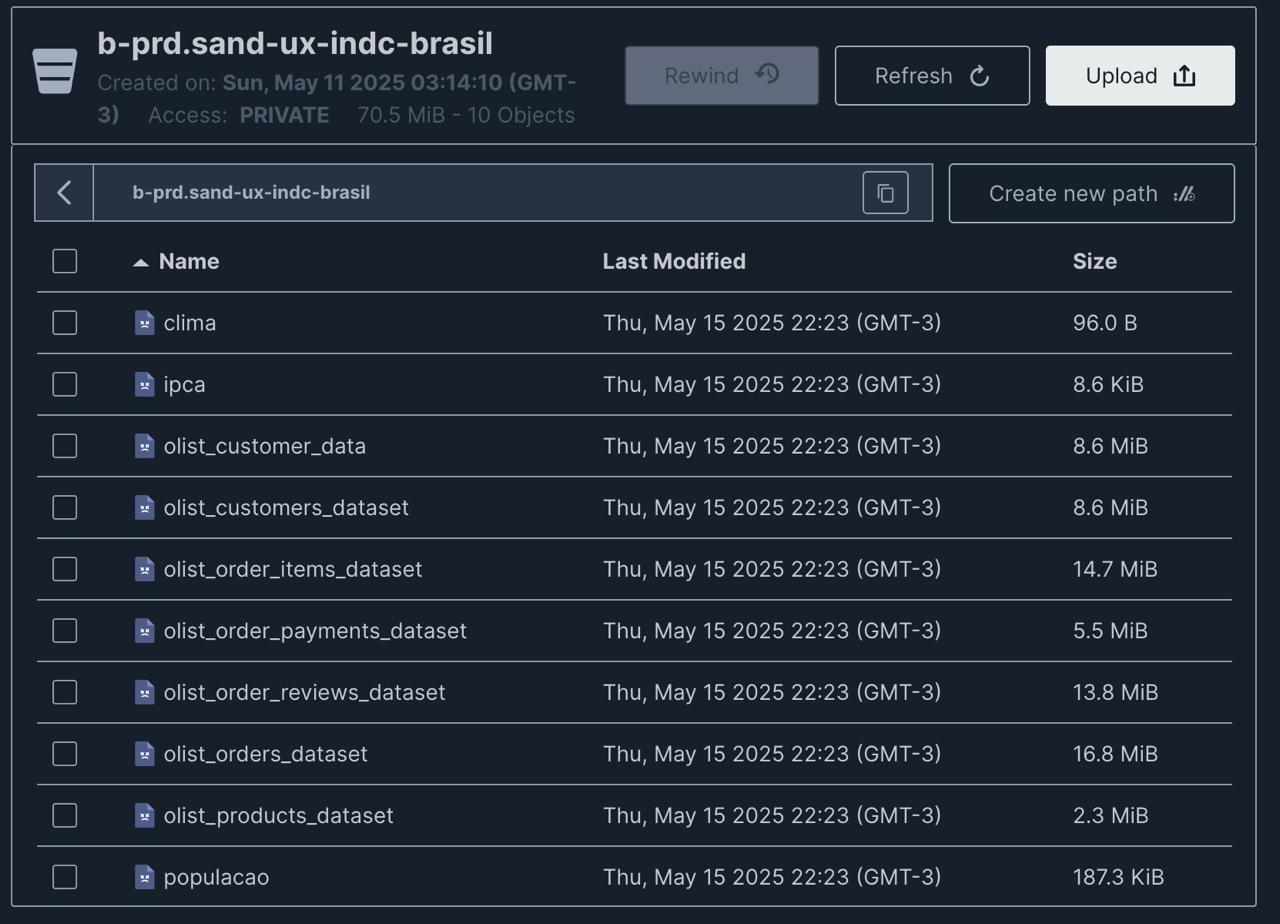 b-prd.sand-ux-indc-brasil
Created on: Sun, May 11 2025 03:14:10 (GMT-
3) Access: PRIVATE 70.5 MiB - 10 Objects
Rewind
Refresh
Upload
b-prd.sand-ux-indc-brasil
Create new path
Name Last Modified Size
clima Thu, May 15 2025 22:23 (GMT-3) 96.0 B
ipca Thu, May 15 2025 22:23 (GMT-3) 8.6 KiB
olist_customer_data Thu, May 15 2025 22:23 (GMT-3) 8.6 MiB
olist_customers_dataset Thu, May 15 2025 22:23 (GMT-3) 8.6 MiB
olist_order_items_dataset Thu, May 15 2025 22:23 (GMT-3) 14.7 MiB
olist_order_payments_dataset Thu, May 15 2025 22:23 (GMT-3) 5.5 MiB
olist_order_reviews_dataset Thu, May 15 2025 22:23 (GMT-3) 13.8 MiB
olist_orders_dataset Thu, May 15 2025 22:23 (GMT-3) 16.8 MiB
olist_products_dataset Thu, May 15 2025 22:23 (GMT-3) 2.3 MiB
populacao Thu, May 15 2025 22:23 (GMT-3) 187.3 KiB